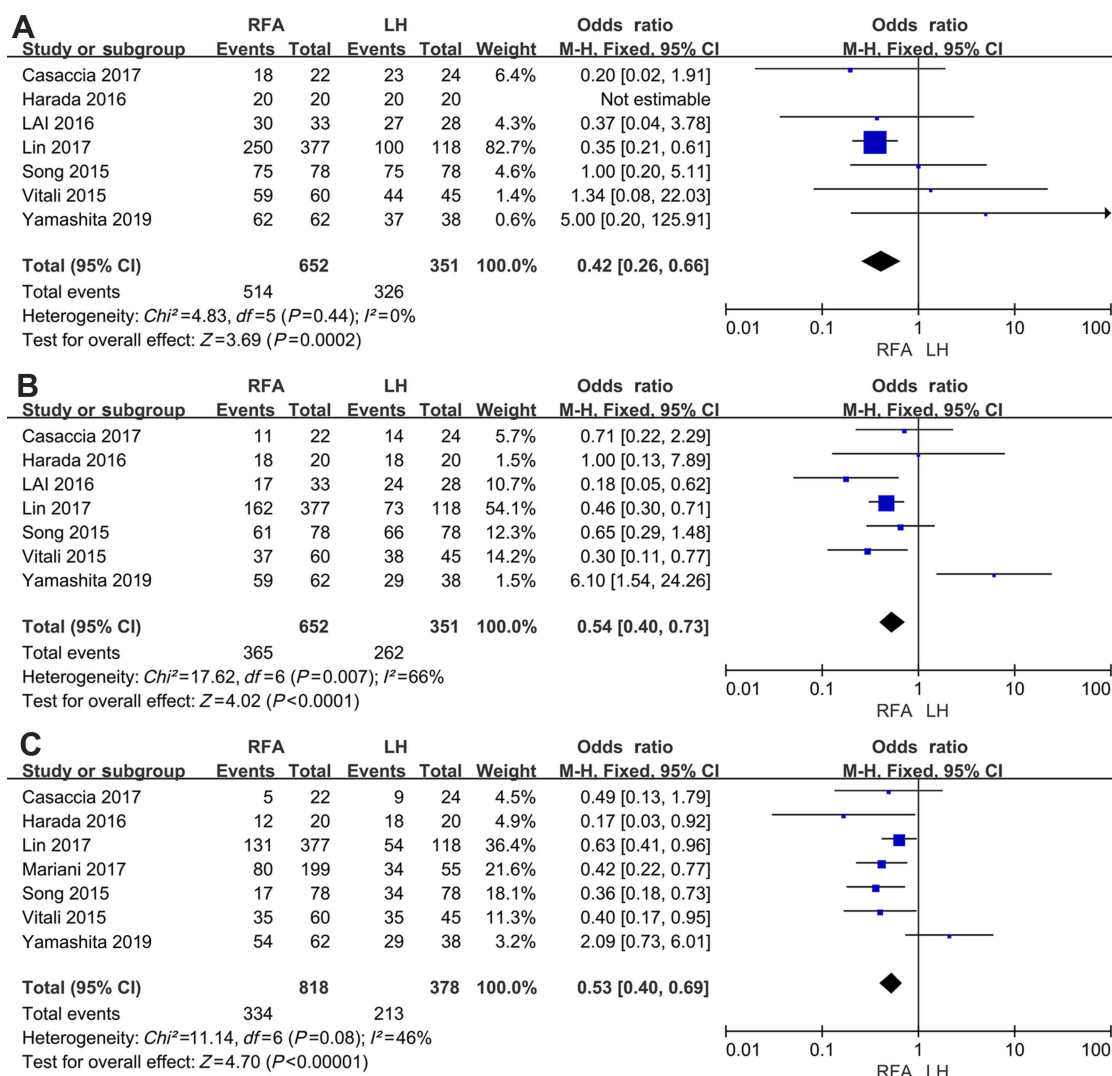 A
RFA LH Odds ratio Odds ratio
Study or subgroup Events Total Events Total Weight M-H, Fixed, 95% CI M-H, Fixed, 95% CI
Casaccia 2017 18 22 23 24 6.4% 0.20 [0.02, 1.91]
Harada 2016 20 20 20 20 Not estimable
LAI 2016 30 33 27 28 4.3% 0.37 [0.04, 3.78]
Lin 2017 250 377 100 118 82.7% 0.35 [0.21, 0.61]
Song 2015 75 78 75 78 4.6% 1.00 [0.20, 5.11]
Vitali 2015 59 60 44 45 1.4% 1.34 [0.08, 22.03]
Yamashita 2019 62 62 37 38 0.6% 5.00 [0.20, 125.91]
Total (95% CI) 652 351 100.0% 0.42 [0.26, 0.66]
Total events 514 326
Heterogeneity: Chi²=4.83, df=5 (P=0.44); I²=0%
Test for overall effect: Z=3.69 (P=0.0002)
0.01 0.1 1 10 100
RFA LH
B
RFA LH Odds ratio Odds ratio
Study or subgroup Events Total Events Total Weight M-H, Fixed, 95% CI M-H, Fixed, 95% CI
Casaccia 2017 11 22 14 24 5.7% 0.71 [0.22, 2.29]
Harada 2016 18 20 18 20 1.5% 1.00 [0.13, 7.89]
LAI 2016 17 33 24 28 10.7% 0.18 [0.05, 0.62]
Lin 2017 162 377 73 118 54.1% 0.46 [0.30, 0.71]
Song 2015 61 78 66 78 12.3% 0.65 [0.29, 1.48]
Vitali 2015 37 60 38 45 14.2% 0.30 [0.11, 0.77]
Yamashita 2019 59 62 29 38 1.5% 6.10 [1.54, 24.26]
Total (95% CI) 652 351 100.0% 0.54 [0.40, 0.73]
Total events 365 262
Heterogeneity: Chi²=17.62, df=6 (P=0.007); I²=66%
Test for overall effect: Z=4.02 (P<0.0001)
0.01 0.1 1 10 100
RFA LH
C
RFA LH Odds ratio Odds ratio
Study or subgroup Events Total Events Total Weight M-H, Fixed, 95% CI M-H, Fixed, 95% CI
Casaccia 2017 5 22 9 24 4.5% 0.49 [0.13, 1.79]
Harada 2016 12 20 18 20 4.9% 0.17 [0.03, 0.92]
Lin 2017 131 377 54 118 36.4% 0.63 [0.41, 0.96]
Mariani 2017 80 199 34 55 21.6% 0.42 [0.22, 0.77]
Song 2015 17 78 34 78 18.1% 0.36 [0.18, 0.73]
Vitali 2015 35 60 35 45 11.3% 0.40 [0.17, 0.95]
Yamashita 2019 54 62 29 38 3.2% 2.09 [0.73, 6.01]
Total (95% CI) 818 378 100.0% 0.53 [0.40, 0.69]
Total events 334 213
Heterogeneity: Chi²=11.14, df=6 (P=0.08); I²=46%
Test for overall effect: Z=4.70 (P<0.00001)
0.01 0.1 1 10 100
RFA LH